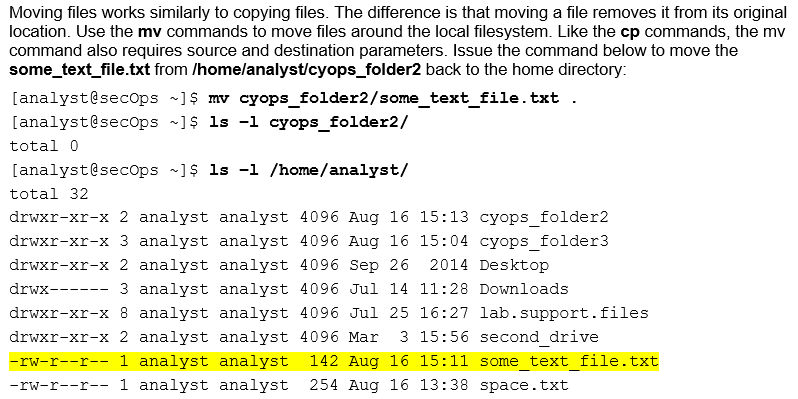 Moving files works similarly to copying files. The difference is that moving a file removes it from its original
location. Use the mv commands to move files around the local filesystem. Like the cp commands, the mv
command also requires source and destination parameters. Issue the command below to move the
some_text_file.txt from /home/analyst/cyops_folder2 back to the home directory:
[analyst@secOps ~]$ mv cyops_folder2/some_text_file.txt .
[analyst@secOps ~]$ ls –l cyops_folder2/
total 0
[analyst@secOps ~]$ ls –l /home/analyst/
total 32
drwxr-xr-x 2 analyst analyst 4096 Aug 16 15:13 cyops_folder2
drwxr-xr-x 3 analyst analyst 4096 Aug 16 15:04 cyops_folder3
drwxr-xr-x 2 analyst analyst 4096 Sep 26  2014 Desktop
drwx------ 3 analyst analyst 4096 Jul 14 11:28 Downloads
drwxr-xr-x 8 analyst analyst 4096 Jul 25 16:27 lab.support.files
drwxr-xr-x 2 analyst analyst 4096 Mar  3 15:56 second_drive
-rw-r--r-- 1 analyst analyst  142 Aug 16 15:11 some_text_file.txt
-rw-r--r-- 1 analyst analyst  254 Aug 16 13:38 space.txt